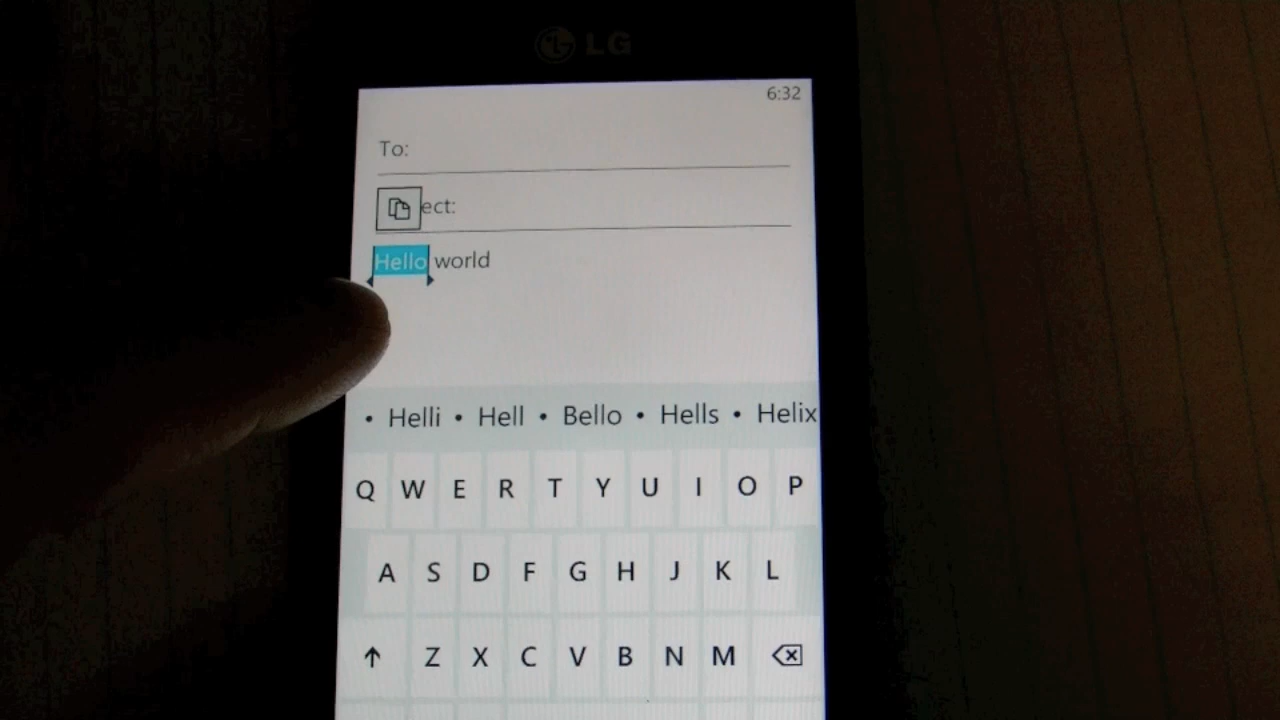 LG
6:32
To:
ect:
Hello world
• Helli • Hell • Bello • Hells • Helix
Q W E R T Y U I O P
A S D F G H J K L
Z X C V B N M